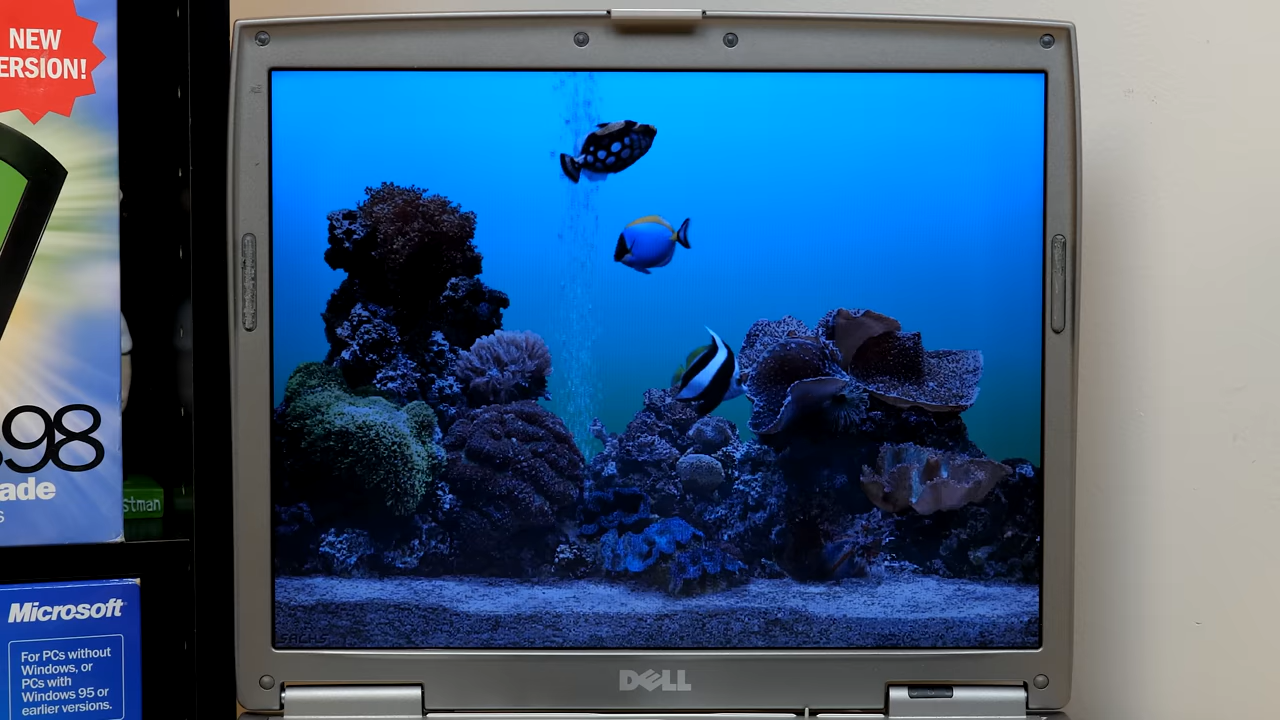 NEW
ERSION!
98
ade
s
stman
Microsoft
For PCs without
Windows, or
PCs with
Windows 95 or
earlier versions.
SACHS
DELL